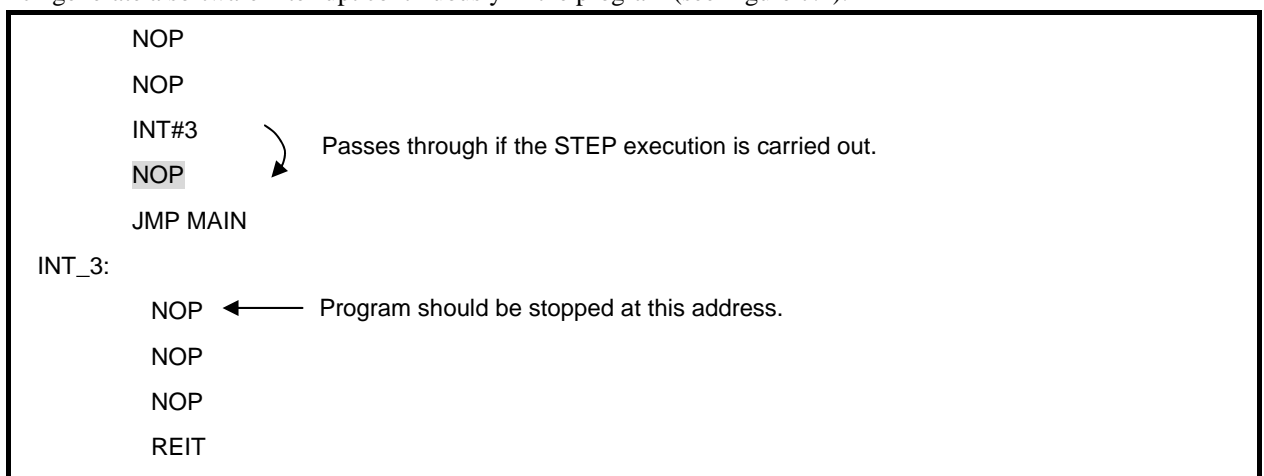 NOP
NOP
INT#3
Passes through if the STEP execution is carried out.
NOP
JMP MAIN
INT_3:
NOP Program should be stopped at this address.
NOP
NOP
REIT